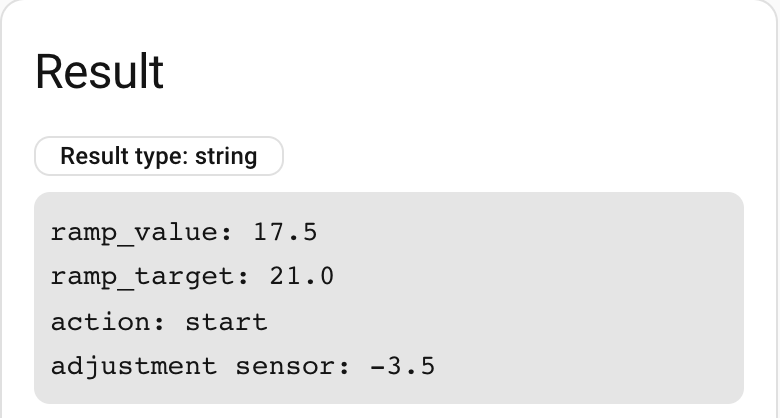 Result
Result type: string
ramp_value: 17.5
ramp_target: 21.0
action: start
adjustment sensor: -3.5